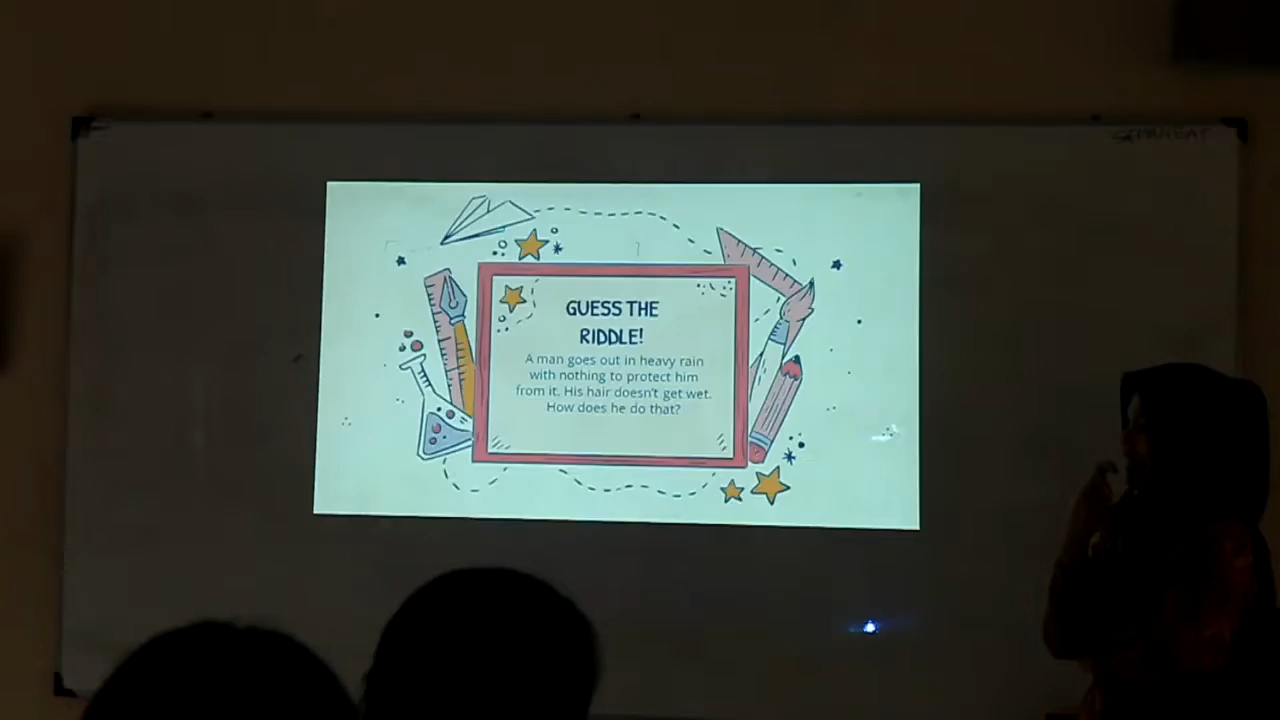 SEMANGAT
GUESS THE
RIDDLE!
A man goes out in heavy rain
with nothing to protect him
from it. His hair doesn't get wet.
How does he do that?